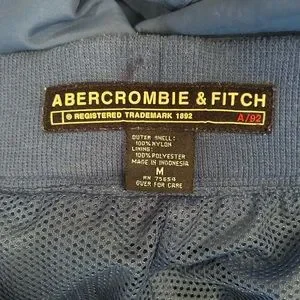 ABERCROMBIE & FITCH
® REGISTERED TRADEMARK 1892 A/92
OUTER SHELL:
100% NYLON
LINING:
100% POLYESTER
MADE IN INDONESIA
M
RN 75654
OVER FOR CARE